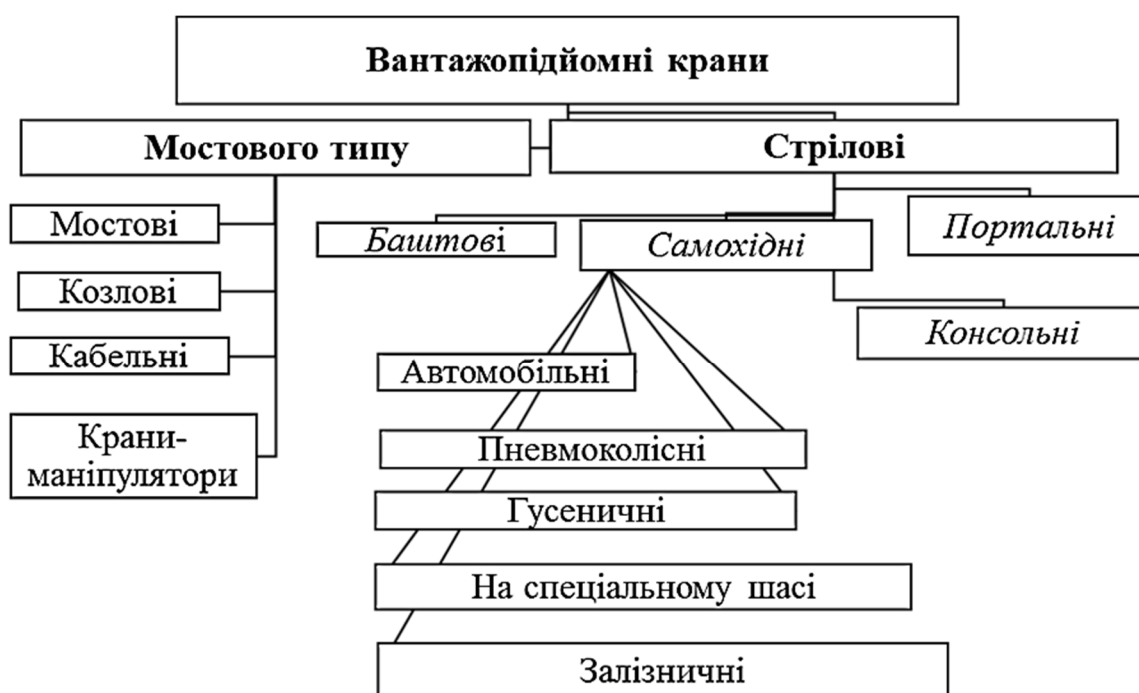 Вантажопідйомні крани
Мостового типу
Стрілові
Мостові
Козлові
Кабельні
Крани-
маніпулятори
Баштові
Самохідні
Портальні
Консольні
Автомобільні
Пневмоколісні
Гусеничні
На спеціальному шасі
Залізничні